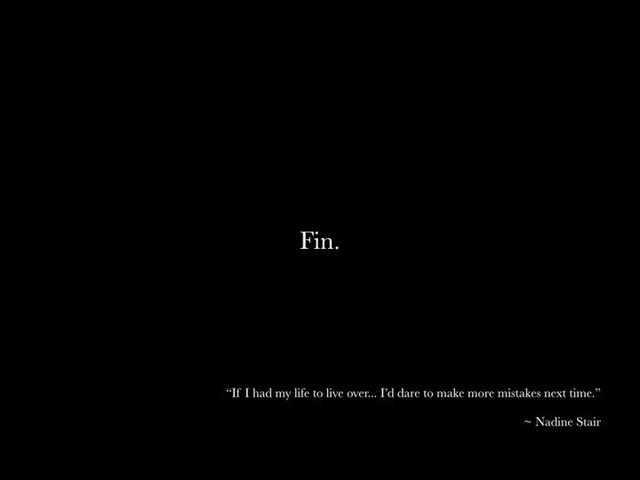 Fin.
“If I had my life to live over... I’d dare to make more mistakes next time.”
~ Nadine Stair